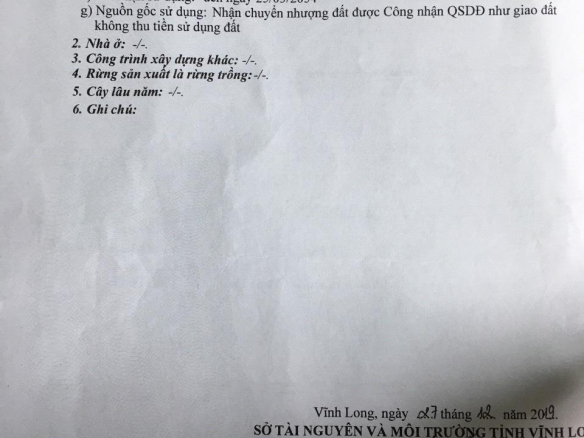 g) Nguồn gốc sử dụng: Nhận chuyển nhượng đất được Công nhận QSDĐ như giao đất
không thu tiền sử dụng đất
2. Nhà ở: -/-.
3. Công trình xây dựng khác: -/-.
4. Rừng sản xuất là rừng trồng:-/-.
5. Cây lâu năm: -/-.
6. Ghi chú:
Vĩnh Long, ngày 27 tháng 12 năm 2019.
SỞ TÀI NGUYÊN VÀ MÔI TRƯỜNG TỈNH VĨNH LO